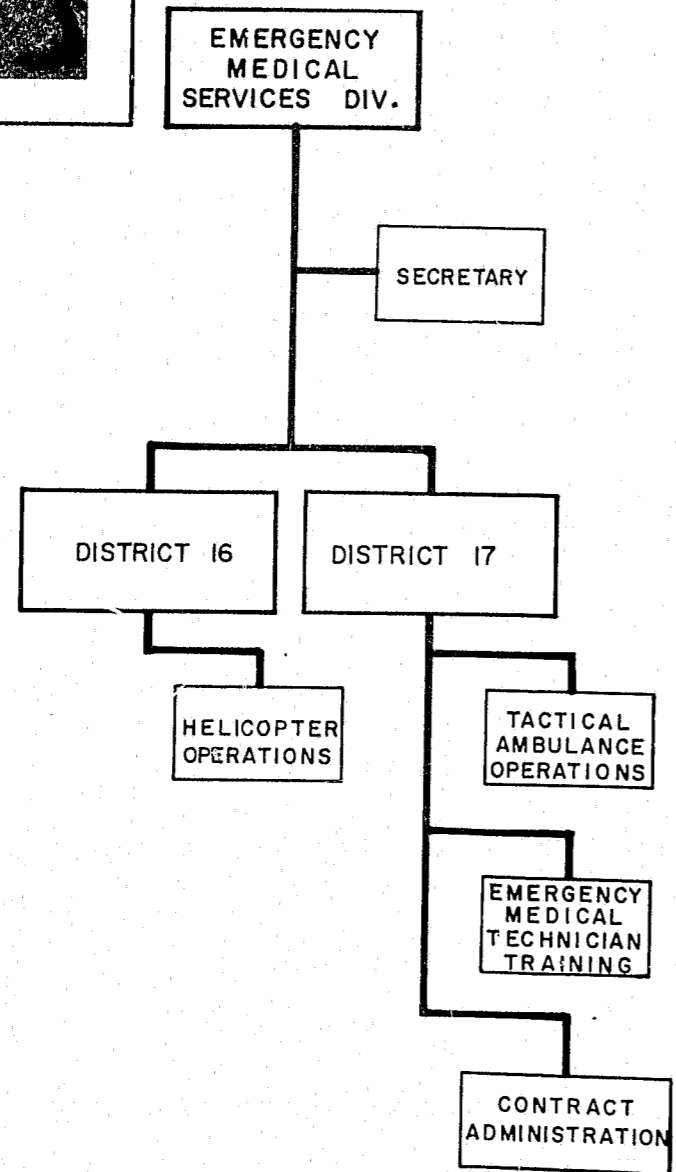 EMERGENCY
MEDICAL
SERVICES DIV.
SECRETARY
DISTRICT 16
DISTRICT 17
HELICOPTER
OPERATIONS
TACTICAL
AMBULANCE
OPERATIONS
EMERGENCY
MEDICAL
TECHNICIAN
TRAINING
CONTRACT
ADMINISTRATION